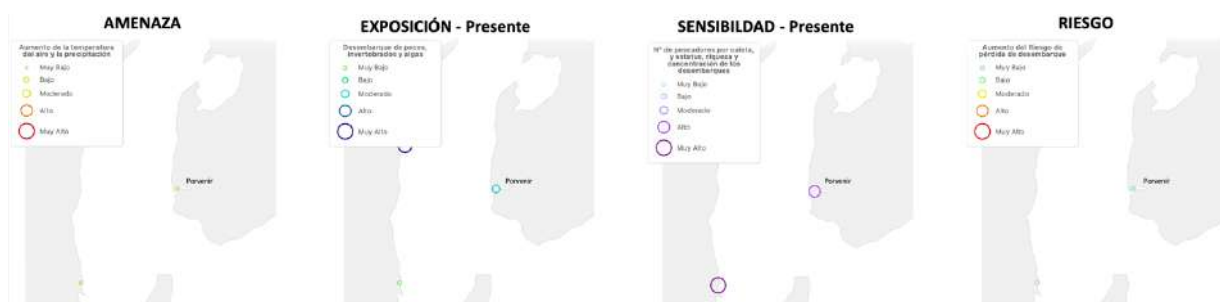 AMENAZA
Aumento de la temperatura
del aire y la precipitación
Muy Bajo
Bajo
Moderado
Alto
Muy Alto
Porvenir
EXPOSICIÓN - Presente
Desembarque de peces,
invertebrados y algas
Muy Bajo
Bajo
Moderado
Alto
Muy Alto
Porvenir
SENSIBILDAD - Presente
N° de pescadores por caleta,
y estatus, riqueza y
concentración de los
desembarques
Muy Bajo
Bajo
Moderado
Alto
Muy Alto
Porvenir
RIESGO
Aumento del Riesgo de
pérdida de desembarque
Muy Bajo
Bajo
Moderado
Alto
Muy Alto
Porvenir